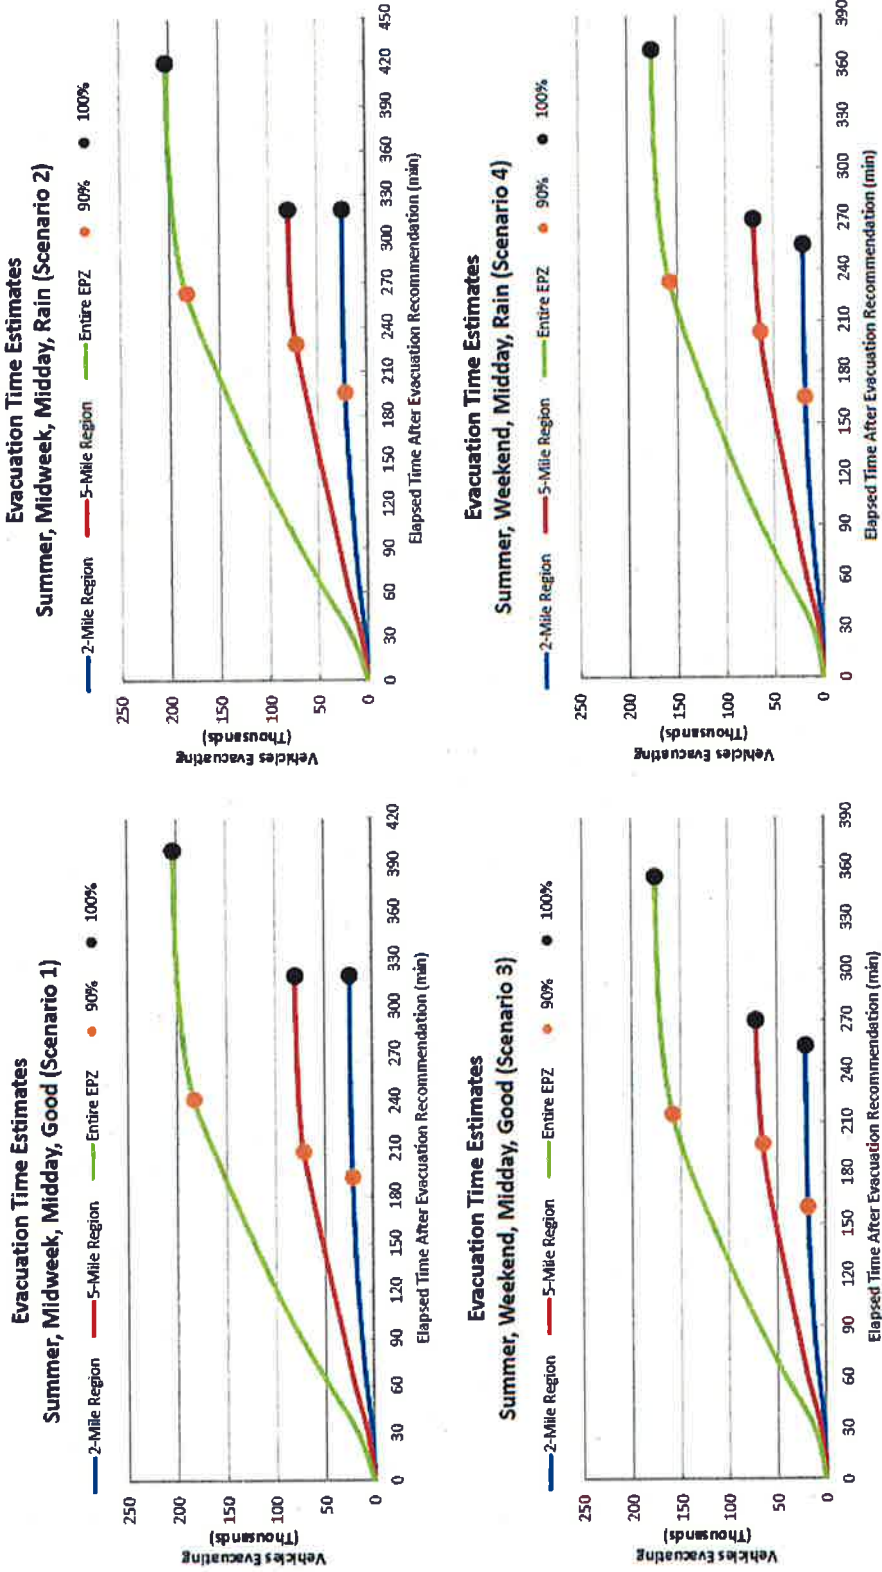 Evacuation Time Estimates
Summer, Midweek, Midday, Good (Scenario 1)
2-Mile Region 5-Mile Region Entire EPZ 90% 100%
Vehicles Evacuating
(Thousands)
250
200
150
100
50
0
0 30 60 90 120 150 180 210 240 270 300 330 360 390 420
Elapsed Time After Evacuation Recommendation (min)
Evacuation Time Estimates
Summer, Midweek, Midday, Rain (Scenario 2)
2-Mile Region 5-Mile Region Entire EPZ 90% 100%
Vehicles Evacuating
(Thousands)
250
200
150
100
50
0
0 30 60 90 120 150 180 210 240 270 300 330 360 390 420 450
Elapsed Time After Evacuation Recommendation (min)
Evacuation Time Estimates
Summer, Weekend, Midday, Good (Scenario 3)
2-Mile Region 5-Mile Region Entire EPZ 90% 100%
Vehicles Evacuating
(Thousands)
250
200
150
100
50
0
0 30 60 90 120 150 180 210 240 270 300 330 360 390
Elapsed Time After Evacuation Recommendation (min)
Evacuation Time Estimates
Summer, Weekend, Midday, Rain (Scenario 4)
2-Mile Region 5-Mile Region Entire EPZ 90% 100%
Vehicles Evacuating
(Thousands)
250
200
150
100
50
0
0 30 60 90 120 150 180 210 240 270 300 330 360 390
Elapsed Time After Evacuation Recommendation (min)